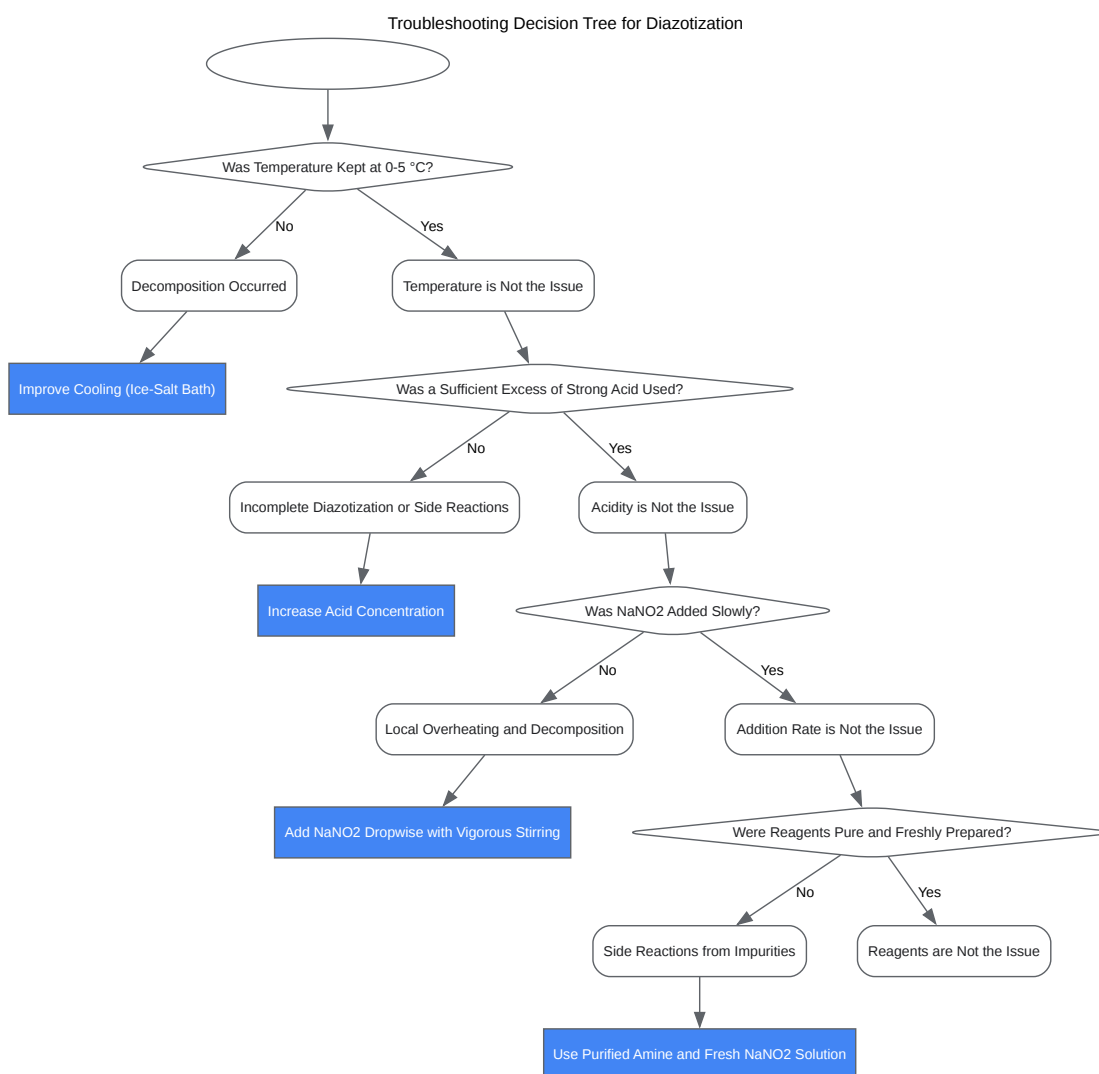 Troubleshooting Decision Tree for Diazotization
Was Temperature Kept at 0-5 °C?
No
Yes
Decomposition Occurred
Temperature is Not the Issue
Improve Cooling (Ice-Salt Bath)
Was a Sufficient Excess of Strong Acid Used?
No
Yes
Incomplete Diazotization or Side Reactions
Acidity is Not the Issue
Increase Acid Concentration
Was NaNO2 Added Slowly?
No
Yes
Local Overheating and Decomposition
Addition Rate is Not the Issue
Add NaNO2 Dropwise with Vigorous Stirring
Were Reagents Pure and Freshly Prepared?
No
Yes
Side Reactions from Impurities
Reagents are Not the Issue
Use Purified Amine and Fresh NaNO2 Solution